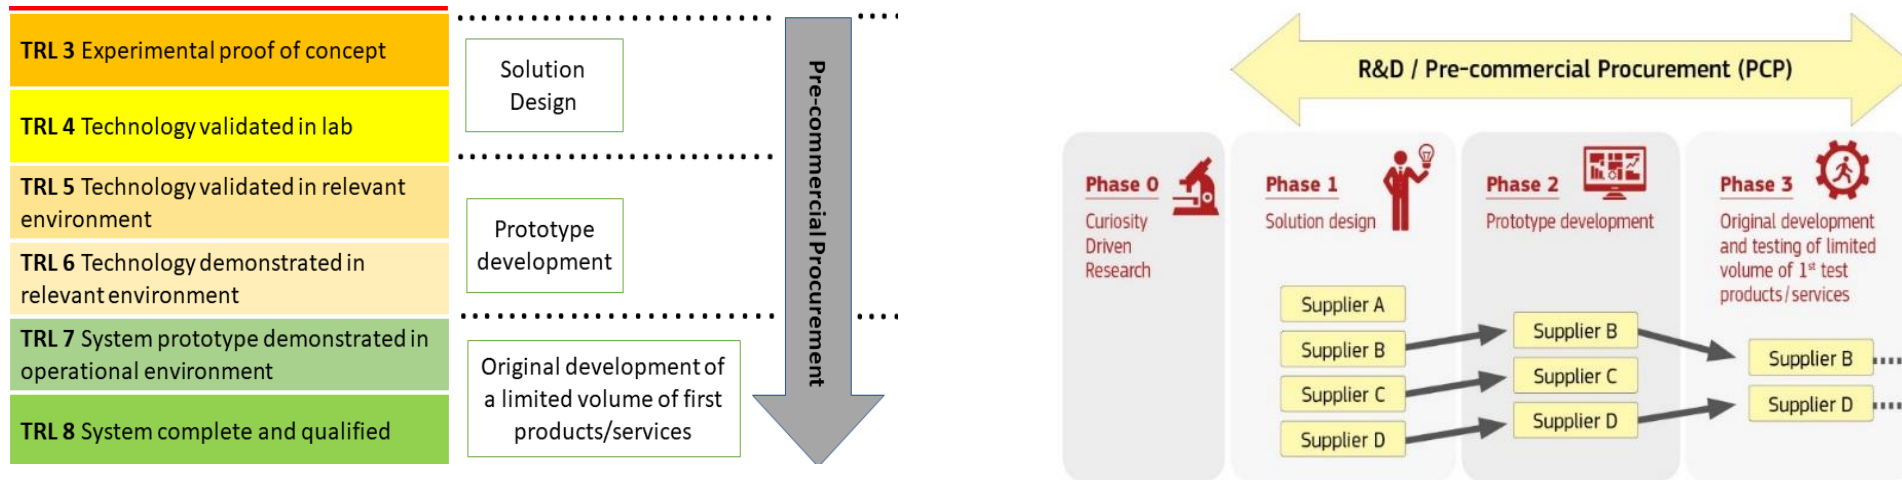 TRL 3 Experimental proof of concept
TRL 4 Technology validated in lab
TRL 5 Technology validated in relevant
environment
TRL 6 Technology demonstrated in
relevant environment
TRL 7 System prototype demonstrated in
operational environment
TRL 8 System complete and qualified
Solution
Design
Prototype
development
Original development of
a limited volume of first
products/services
Pre-commercial Procurement
R&D / Pre-commercial Procurement (PCP)
Phase 0
Curiosity
Driven
Research
Phase 1
Solution design
Supplier A
Supplier B
Supplier C
Supplier D
Phase 2
Prototype development
Supplier B
Supplier C
Supplier D
Phase 3
Original development
and testing of limited
volume of 1st test
products/services
Supplier B
Supplier D